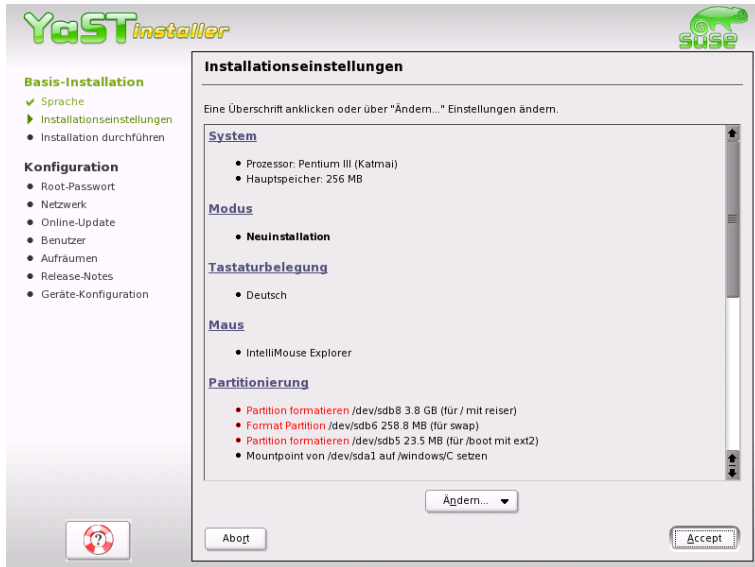 YaST installer
SUSE
Basis-Installation
Sprache
Installationseinstellungen
Installation durchführen
Konfiguration
Root-Passwort
Netzwerk
Online-Update
Benutzer
Aufräumen
Release-Notes
Geräte-Konfiguration
Installationseinstellungen
Eine Überschrift anklicken oder über "Ändern..." Einstellungen ändern.
System
Prozessor: Pentium III (Katmai)
Hauptspeicher: 256 MB
Modus
Neuinstallation
Tastaturbelegung
Deutsch
Maus
IntelliMouse Explorer
Partitionierung
Partition formatieren /dev/sdb8 3.8 GB (für / mit reiser)
Format Partition /dev/sdb6 258.8 MB (für swap)
Partition formatieren /dev/sdb5 23.5 MB (für /boot mit ext2)
Mountpoint von /dev/sda1 auf /windows/C setzen
Ändern...
?
Abort
Accept